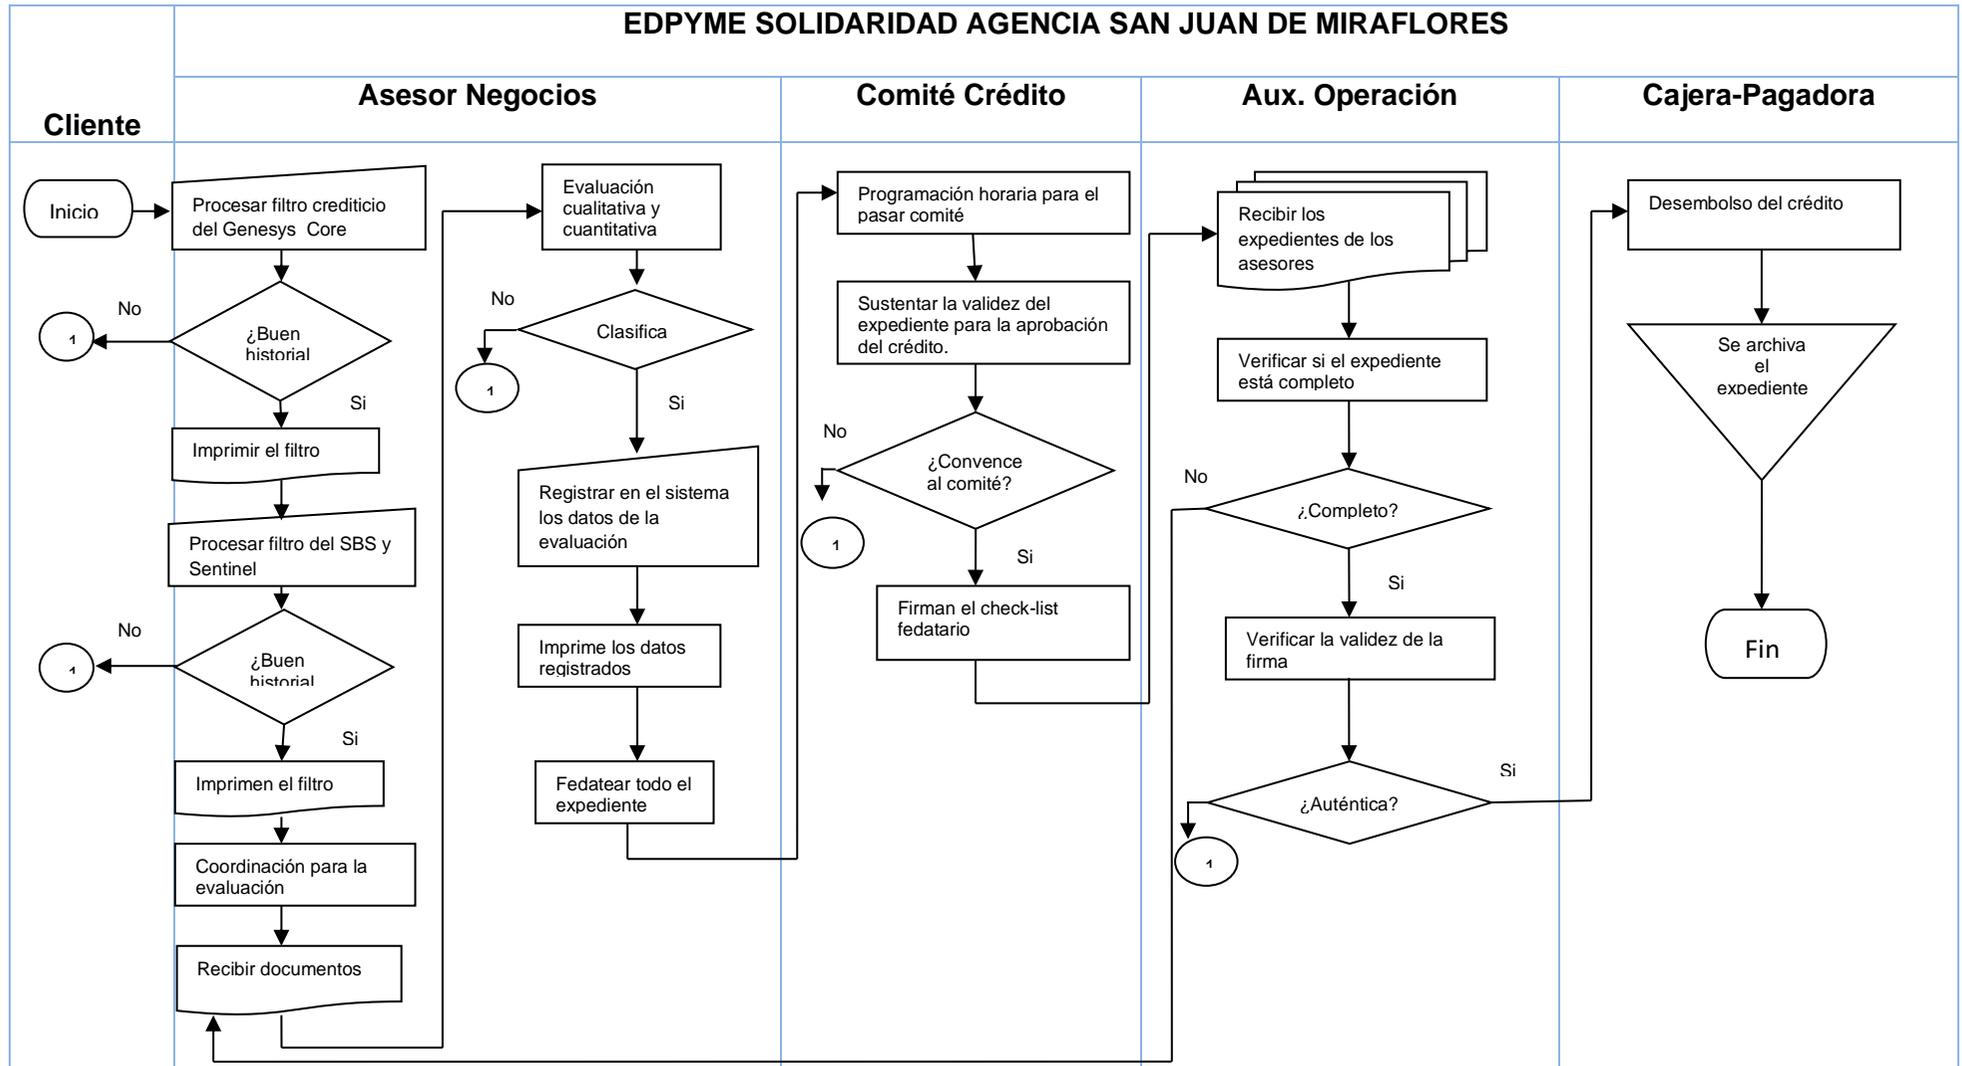 EDPYME SOLIDARIDAD AGENCIA SAN JUAN DE MIRAFLORES
Cliente
Asesor Negocios
Comité Crédito
Aux. Operación
Cajera-Pagadora
Inicio
Procesar filtro crediticio
del Genesys Core
No
1
¿Buen
historial
Si
Imprimir el filtro
Procesar filtro del SBS y
Sentinel
No
1
¿Buen
historial
Si
Imprimen el filtro
Coordinación para la
evaluación
Recibir documentos
Evaluación
cualitativa y
cuantitativa
No
Clasifica
1
Si
Registrar en el sistema
los datos de la
evaluación
Imprime los datos
registrados
Fedatear todo el
expediente
Programación horaria para el
pasar comité
Sustentar la validez del
expediente para la aprobación
del crédito.
No
¿Convence
al comité?
1
Si
Firman el check-list
fedatario
Recibir los
expedientes de los
asesores
Verificar si el expediente
está completo
No
¿Completo?
Si
Verificar la validez de la
firma
Si
¿Auténtica?
1
Desembolso del crédito
Se archiva
el
expediente
Fin